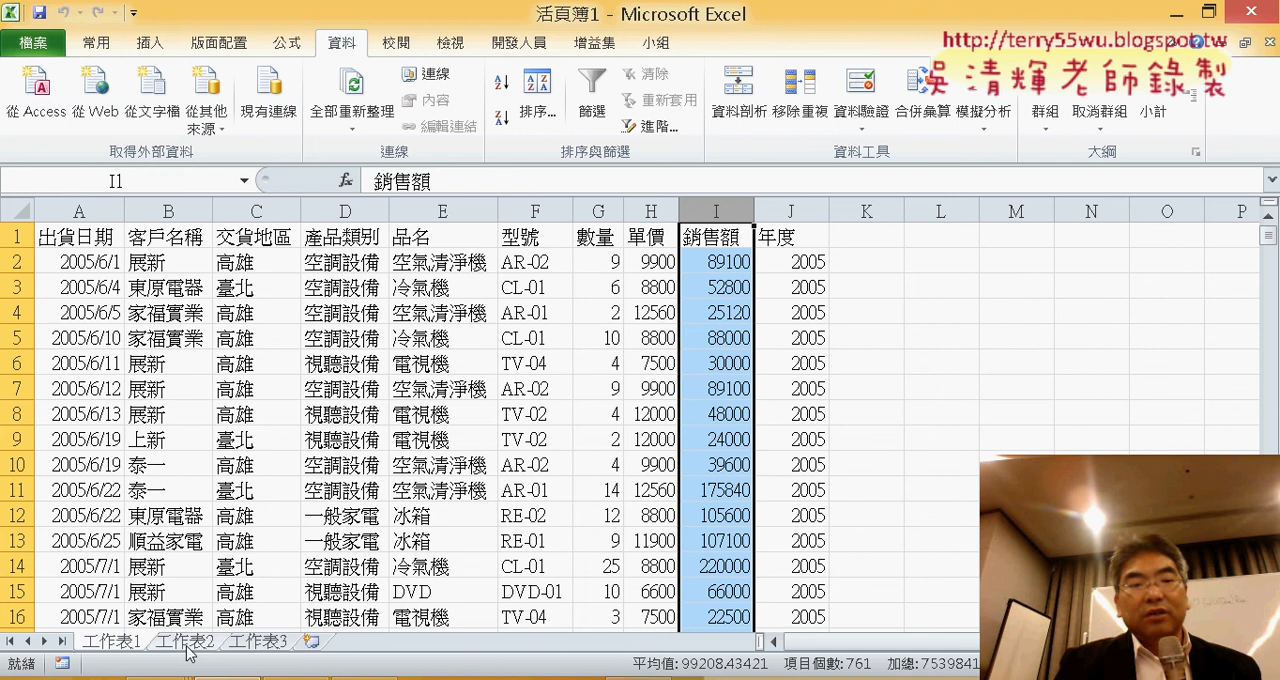 活頁簿1 - Microsoft Excel
檔案 常用 插入 版面配置 公式 資料 校閱 檢視 開發人員 增益集 小組
http://terry55wu.blogspot.tw
吳清輝老師錄製
從 Access 從 Web 從文字檔 從其他來源 現有連線 全部重新整理 連線 內容 編輯連結 排序... 篩選 清除 重新套用 進階... 資料剖析 移除重複 資料驗證 合併彙算 模擬分析 群組 取消群組 小計
取得外部資料 連線 排序與篩選 資料工具 大綱
I1 fx 銷售額
A B C D E F G H I J K L M N O P
1 出貨日期 客戶名稱 交貨地區 產品類別 品名 型號 數量 單價 銷售額 年度
2 2005/6/1 展新 高雄 空調設備 空氣清淨機 AR-02 9 9900 89100 2005
3 2005/6/4 東原電器 臺北 空調設備 冷氣機 CL-01 6 8800 52800 2005
4 2005/6/5 家福實業 高雄 空調設備 空氣清淨機 AR-01 2 12560 25120 2005
5 2005/6/10 家福實業 高雄 空調設備 冷氣機 CL-01 10 8800 88000 2005
6 2005/6/11 展新 高雄 視聽設備 電視機 TV-04 4 7500 30000 2005
7 2005/6/12 展新 高雄 空調設備 空氣清淨機 AR-02 9 9900 89100 2005
8 2005/6/13 展新 高雄 視聽設備 電視機 TV-02 4 12000 48000 2005
9 2005/6/19 上新 臺北 視聽設備 電視機 TV-02 2 12000 24000 2005
10 2005/6/19 泰一 高雄 空調設備 空氣清淨機 AR-02 4 9900 39600 2005
11 2005/6/22 泰一 臺北 空調設備 空氣清淨機 AR-01 14 12560 175840 2005
12 2005/6/22 東原電器 高雄 一般家電 冰箱 RE-02 12 8800 105600 2005
13 2005/6/25 順益家電 高雄 一般家電 冰箱 RE-01 9 11900 107100 2005
14 2005/7/1 展新 臺北 空調設備 冷氣機 CL-01 25 8800 220000 2005
15 2005/7/1 展新 高雄 視聽設備 DVD DVD-01 10 6600 66000 2005
16 2005/7/1 家福實業 高雄 視聽設備 電視機 TV-04 3 7500 22500 2005
工作表1 工作表2 工作表3
就緒 平均值: 99208.43421 項目個數: 761 加總: 7539841